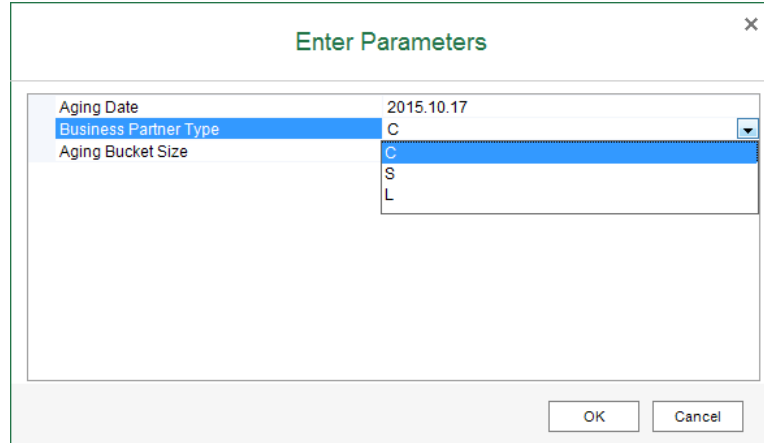 Enter Parameters
Aging Date 2015.10.17
Business Partner Type C
Aging Bucket Size C
S
L
OK Cancel